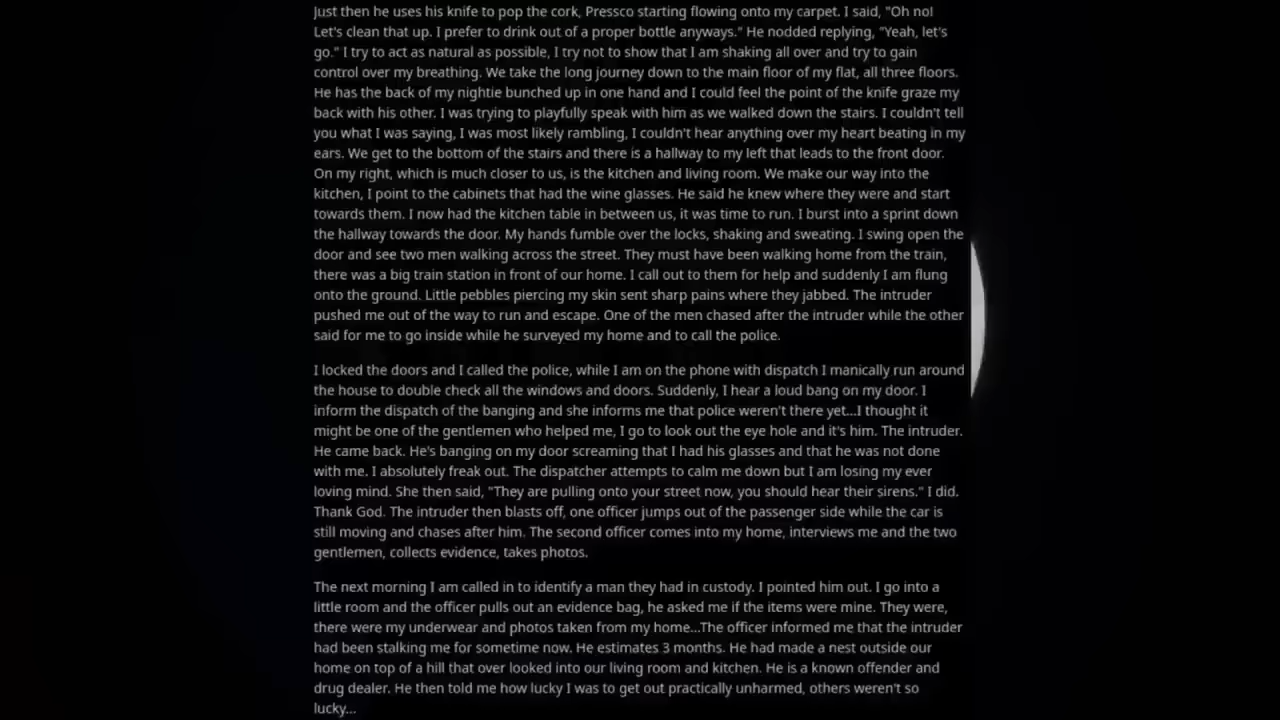 Just then he uses his knife to pop the cork, Pressco starting flowing onto my carpet. I said, "Oh no!
Let's clean that up. I prefer to drink out of a proper bottle anyways." He nodded replying, "Yeah, let's
go." I try to act as natural as possible, I try not to show that I am shaking all over and try to gain
control over my breathing. We take the long journey down to the main floor of my flat, all three floors.
He has the back of my nightie bunched up in one hand and I could feel the point of the knife graze my
back with his other. I was trying to playfully speak with him as we walked down the stairs. I couldn't tell
you what I was saying, I was most likely rambling, I couldn't hear anything over my heart beating in my
ears. We get to the bottom of the stairs and there is a hallway to my left that leads to the front door.
On my right, which is much closer to us, is the kitchen and living room. We make our way into the
kitchen, I point to the cabinets that had the wine glasses. He said he knew where they were and start
towards them. I now had the kitchen table in between us, it was time to run. I burst into a sprint down
the hallway towards the door. My hands fumble over the locks, shaking and sweating. I swing open the
door and see two men walking across the street. They must have been walking home from the train,
there was a big train station in front of our home. I call out to them for help and suddenly I am flung
onto the ground. Little pebbles piercing my skin sent sharp pains where they jabbed. The intruder
pushed me out of the way to run and escape. One of the men chased after the intruder while the other
said for me to go inside while he surveyed my home and to call the police.
I locked the doors and I called the police, while I am on the phone with dispatch I manically run around
the house to double check all the windows and doors. Suddenly, I hear a loud bang on my door. I
inform the dispatch of the banging and she informs me that police weren't there yet...I thought it
might be one of the gentlemen who helped me, I go to look out the eye hole and it's him. The intruder.
He came back. He's banging on my door screaming that I had his glasses and that he was not done
with me. I absolutely freak out. The dispatcher attempts to calm me down but I am losing my ever
loving mind. She then said, "They are pulling onto your street now, you should hear their sirens." I did.
Thank God. The intruder then blasts off, one officer jumps out of the passenger side while the car is
still moving and chases after him. The second officer comes into my home, interviews me and the two
gentlemen, collects evidence, takes photos.
The next morning I am called in to identify a man they had in custody. I pointed him out. I go into a
little room and the officer pulls out an evidence bag, he asked me if the items were mine. They were,
there were my underwear and photos taken from my home...The officer informed me that the intruder
had been stalking me for sometime now. He estimates 3 months. He had made a nest outside our
home on top of a hill that over looked into our living room and kitchen. He is a known offender and
drug dealer. He then told me how lucky I was to get out practically unharmed, others weren't so
lucky...